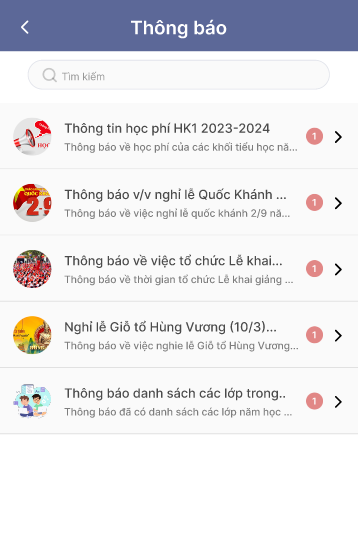 Thông báo
Tìm kiếm
Thông tin học phí HK1 2023-2024
Thông báo về học phí của các khối tiểu học nă...
1
Thông báo v/v nghỉ lễ Quốc Khánh ...
Thông báo về việc nghỉ lễ quốc khánh 2/9 nă...
1
Thông báo về việc tổ chức Lễ khai...
Thông báo về thời gian tổ chức Lễ khai giảng ...
1
Nghỉ lễ Giỗ tổ Hùng Vương (10/3)...
Thông báo về việc nghie lễ Giỗ tổ Hùng Vương...
1
Thông báo danh sách các lớp trong..
Thông báo đã có danh sách các lớp năm học ...
1